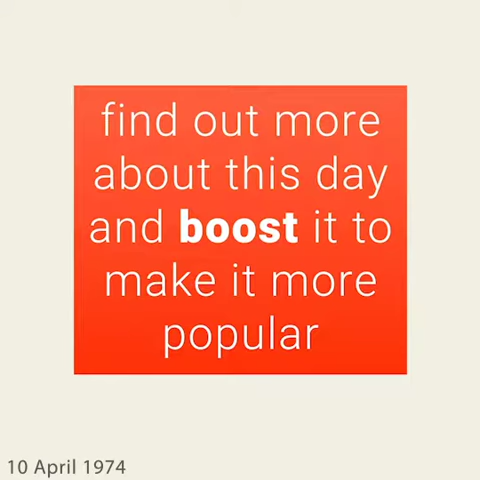 find out more
about this day
and boost it to
make it more
popular
10 April 1974